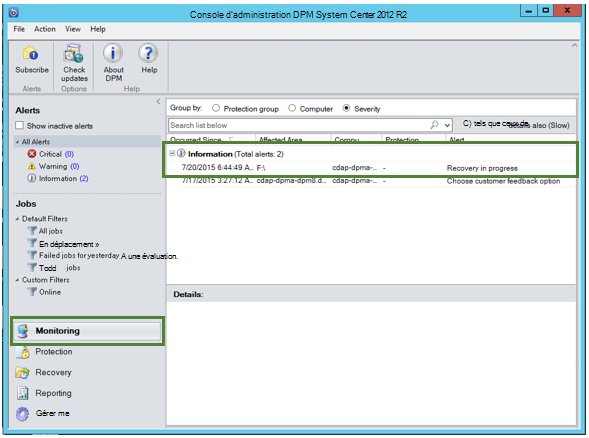 Console d'administration DPM System Center 2012 R2
File Action View Help
Subscribe
Check updates
About DPM
Help
Alerts Options Help
Alerts
Show inactive alerts
All Alerts
Critical (0)
Warning (0)
Information (2)
Jobs
Default Filters
All jobs
En déplacement »
Failed jobs for yesterday A une évaluation.
Todd jobs
Custom Filters
Online
Monitoring
Protection
Recovery
Reporting
Gérer me
Group by: Protection group Computer Severity
Search list below
C) tels que ceux de also (Slow)
Occurred Since Affected Area Compu... Protection Alert
Information (Total alerts: 2)
7/20/2015 6:44:49 A... F:\ cdap-dpma-... - Recovery in progress
7/17/2015 3:27:12 A... cdap-dpma-dpm8.d... cdap-dpma-... - Choose customer feedback option
Details: